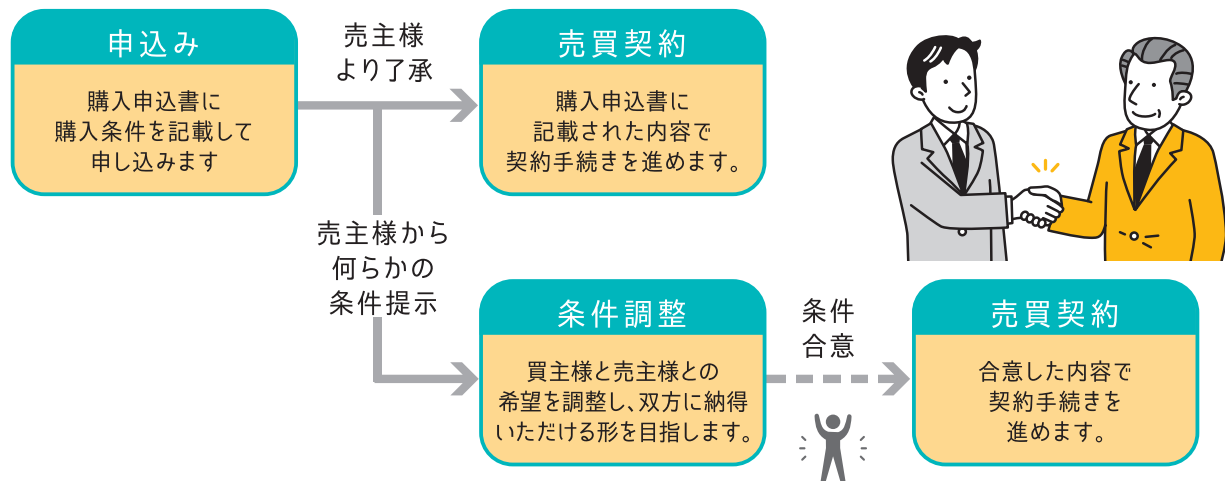 申込み
購入申込書に
購入条件を記載して
申し込みます
売主様
より了承
売買契約
購入申込書に
記載された内容で
契約手続きを進めます。
売主様から
何らかの
条件提示
条件調整
買主様と売主様との
希望を調整し、双方に納得
いただける形を目指します。
条件
合意
売買契約
合意した内容で
契約手続きを
進めます。